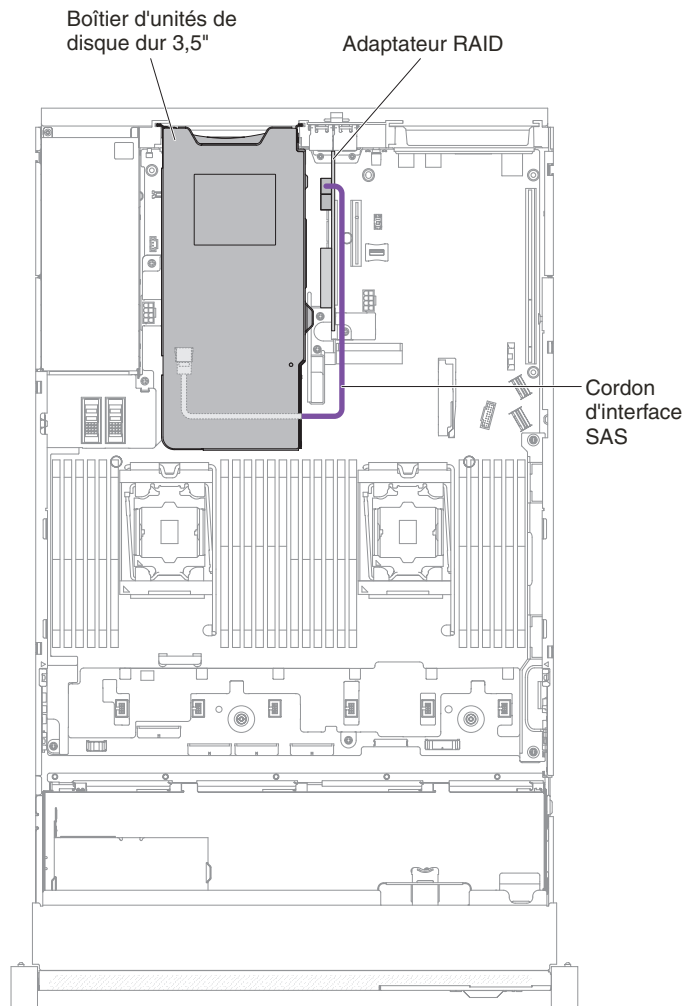 Boîtier d'unités de
disque dur 3,5"
Adaptateur RAID
Cordon
d'interface
SAS